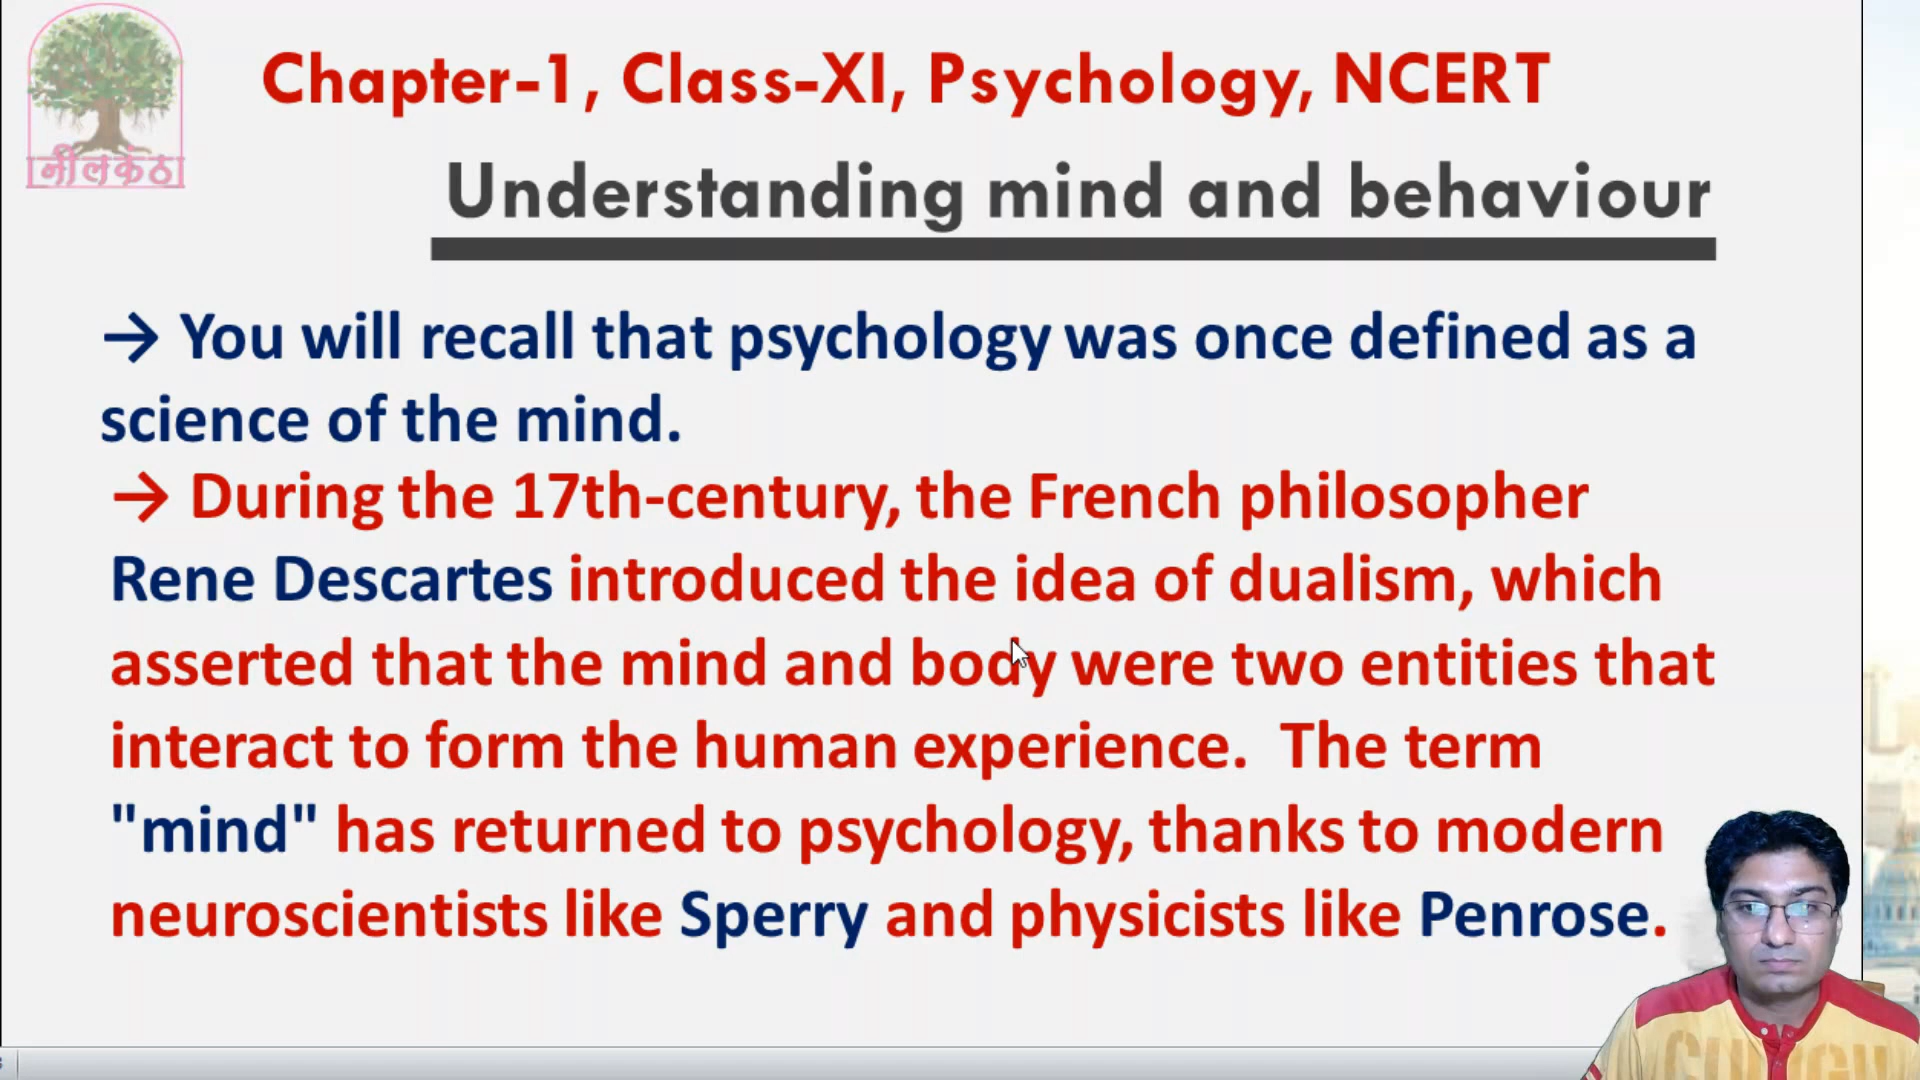 Chapter-1, Class-XI, Psychology, NCERT
नीलकंठ
Understanding mind and behaviour
→ You will recall that psychology was once defined as a
science of the mind.
→ During the 17th-century, the French philosopher
Rene Descartes introduced the idea of dualism, which
asserted that the mind and body were two entities that
interact to form the human experience. The term
"mind" has returned to psychology, thanks to modern
neuroscientists like Sperry and physicists like Penrose.